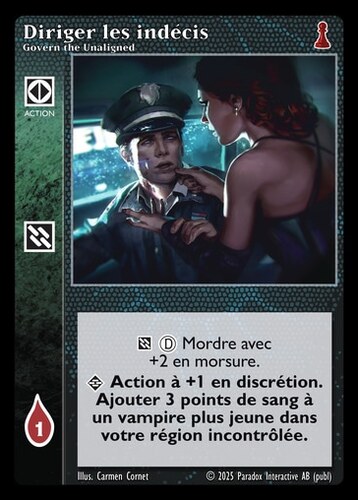 Diriger les indécis
Govern the Unaligned
ACTION
D Mordre avec
+2 en morsure.
Action à +1 en discrétion.
Ajouter 3 points de sang à
un vampire plus jeune dans
votre région incontrôlée.
1
Illus. Carmen Cornet © 2025 Paradox Interactive AB (publ)